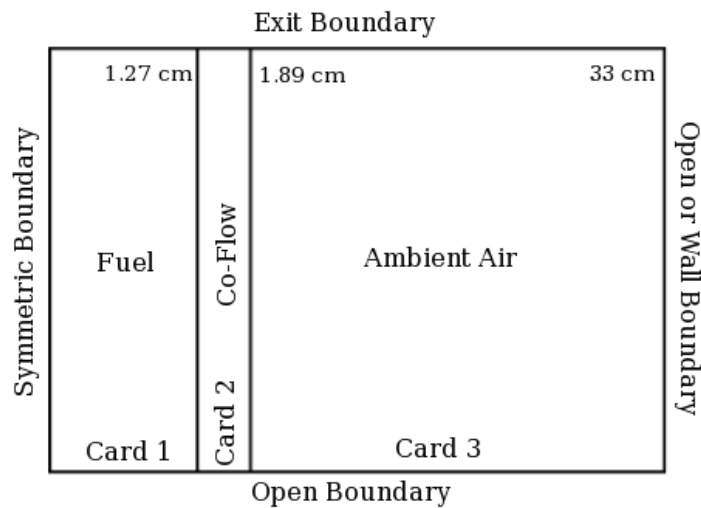 Exit Boundary
1.27 cm
1.89 cm
33 cm
Symmetric Boundary
Fuel
Co-Flow
Ambient Air
Open or Wall Boundary
Card 1
Card 2
Card 3
Open Boundary